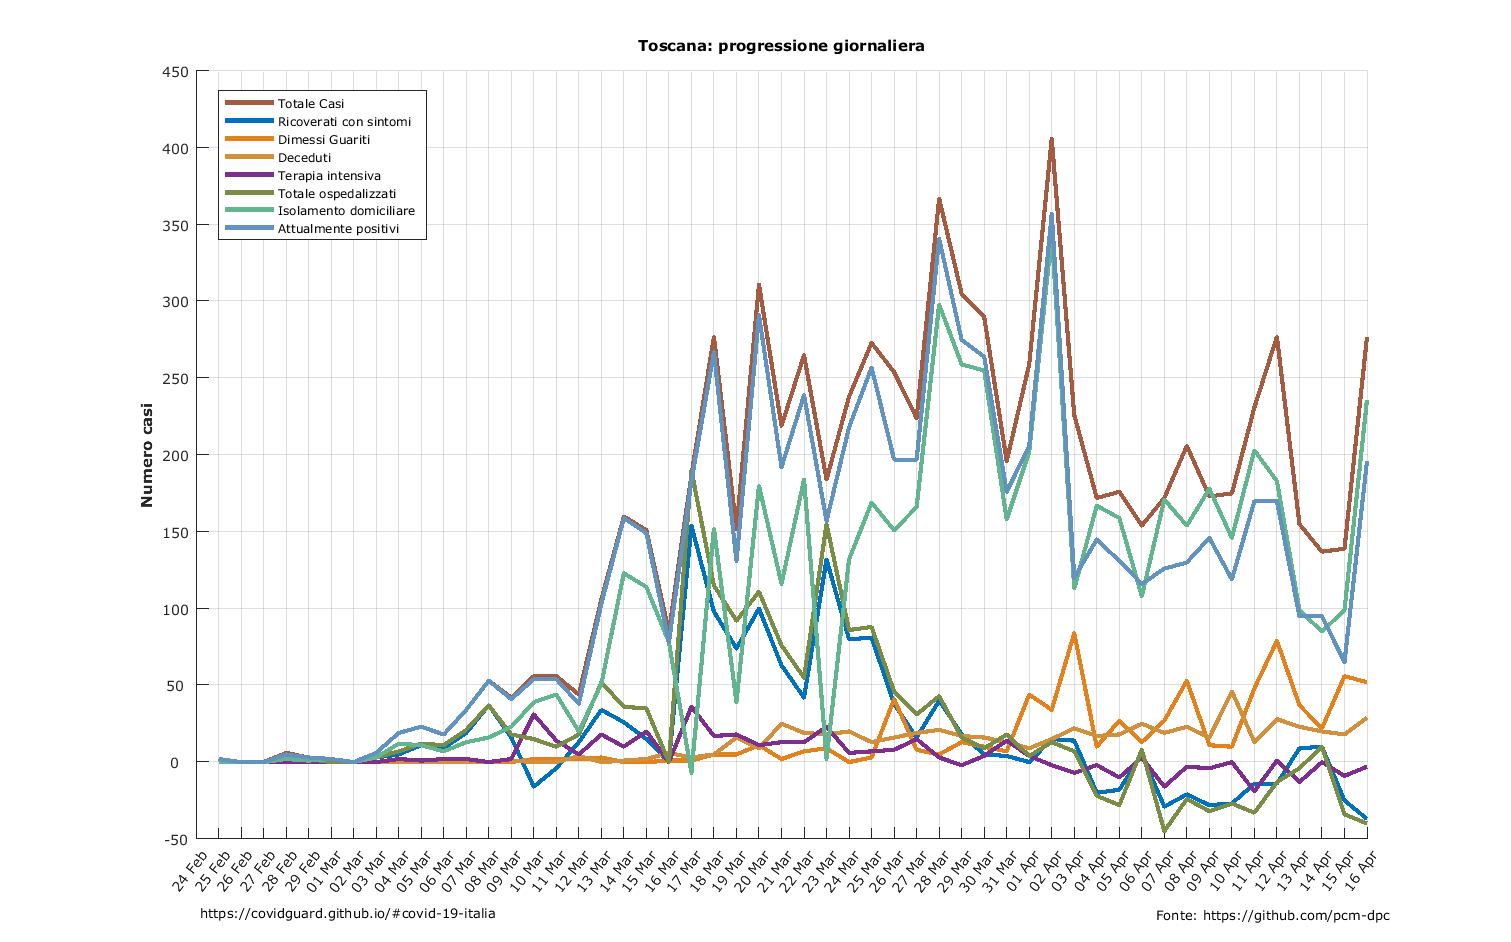 Toscana: progressione giornaliera
Numero casi
450
400
350
300
250
200
150
100
50
0
-50
Totale Casi
Ricoverati con sintomi
Dimessi Guariti
Deceduti
Terapia intensiva
Totale ospedalizzati
Isolamento domiciliare
Attualmente positivi
24 Feb
25 Feb
26 Feb
27 Feb
28 Feb
29 Feb
01 Mar
02 Mar
03 Mar
04 Mar
05 Mar
06 Mar
07 Mar
08 Mar
09 Mar
10 Mar
11 Mar
12 Mar
13 Mar
14 Mar
15 Mar
16 Mar
17 Mar
18 Mar
19 Mar
20 Mar
21 Mar
22 Mar
23 Mar
24 Mar
25 Mar
26 Mar
27 Mar
28 Mar
29 Mar
30 Mar
31 Mar
01 Apr
02 Apr
03 Apr
04 Apr
05 Apr
06 Apr
07 Apr
08 Apr
09 Apr
10 Apr
11 Apr
12 Apr
13 Apr
14 Apr
15 Apr
16 Apr
https://covidguard.github.io/#covid-19-italia
Fonte: https://github.com/pcm-dpc